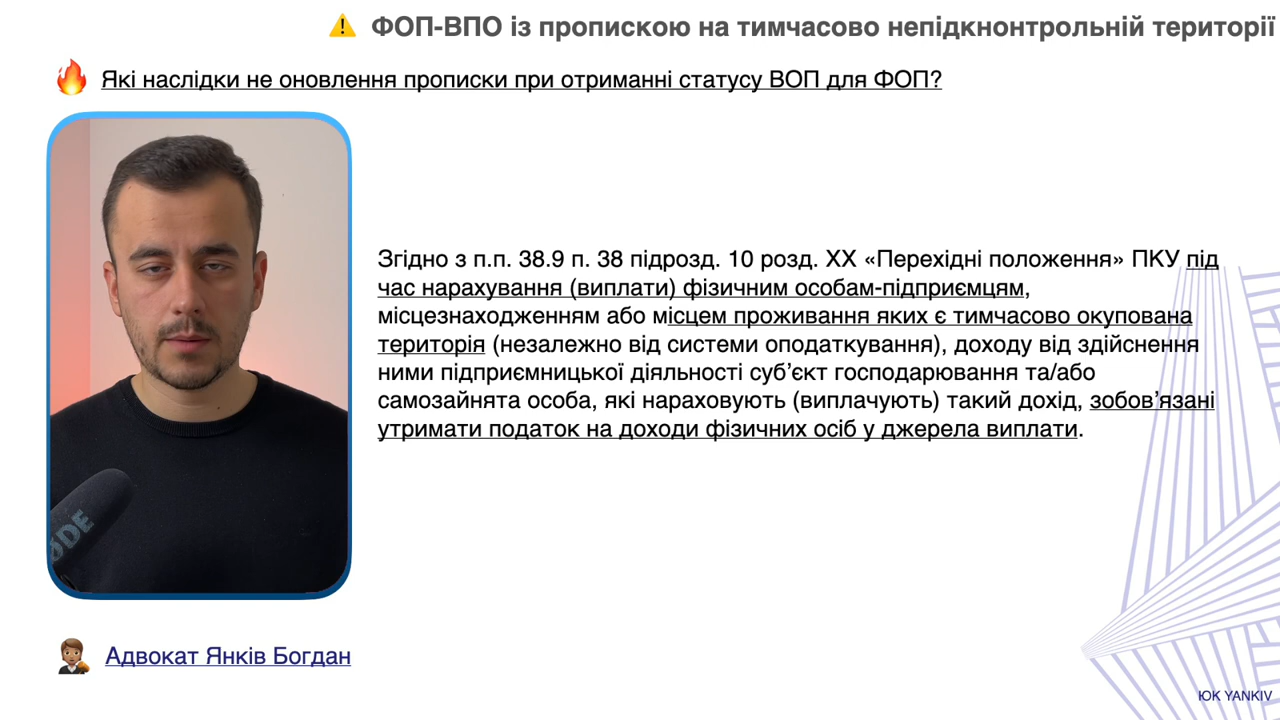 ФОП-ВПО із пропискою на тимчасово непідкнонтрольній території
Які наслідки не оновлення прописки при отриманні статусу ВОП для ФОП?
Згідно з п.п. 38.9 п. 38 підрозд. 10 розд. ХХ «Перехідні положення» ПКУ під
час нарахування (виплати) фізичним особам-підприємцям,
місцезнаходженням або місцем проживання яких є тимчасово окупована
територія (незалежно від системи оподаткування), доходу від здійснення
ними підприємницької діяльності суб’єкт господарювання та/або
самозайнята особа, які нараховують (виплачують) такий дохід, зобов’язані
утримати податок на доходи фізичних осіб у джерела виплати.
Адвокат Янків Богдан
ЮК YANKIV